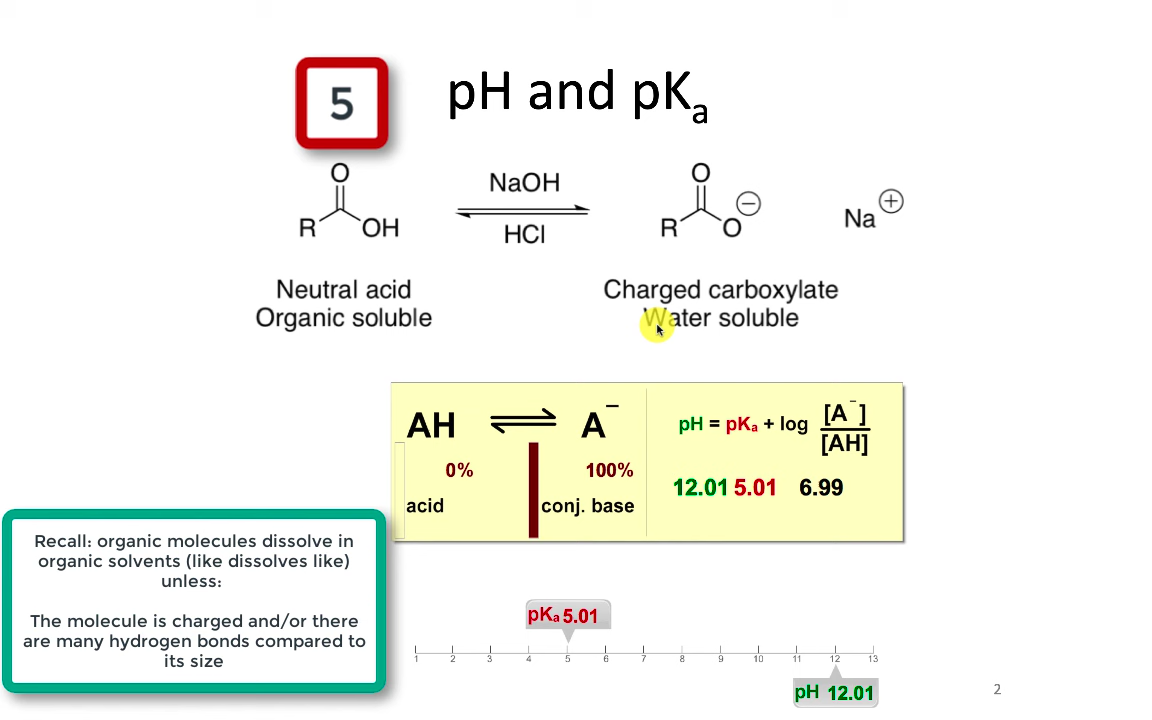 5
pH and pKₐ
O
R
OH
NaOH
HCl
O
R
O
⊖
Na
⊕
Neutral acid
Organic soluble
Charged carboxylate
Water soluble
AH ⇌ A⁻
0%
100%
acid
conj. base
pH = pKₐ + log [A⁻]
[AH]
12.01 5.01 6.99
Recall: organic molecules dissolve in
organic solvents (like dissolves like)
unless:
The molecule is charged and/or there
are many hydrogen bonds compared to
its size
pKₐ 5.01
1 2 3 4 5 6 7 8 9 10 11 12 13
pH 12.01
2